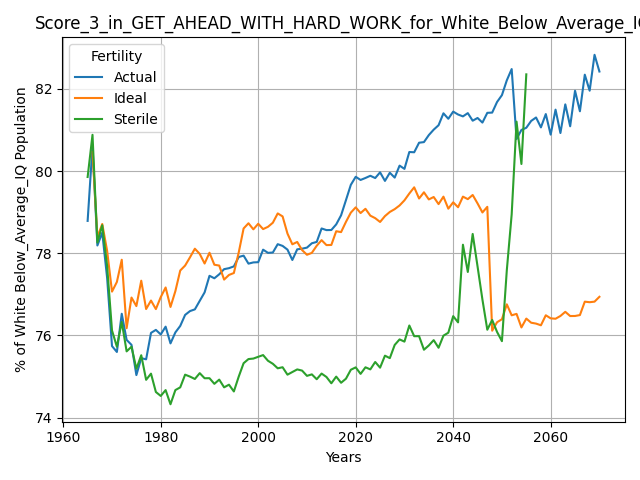 Score_3_in_GET_AHEAD_WITH_HARD_WORK_for_White_Below_Average_I
Fertility
Actual
Ideal
Sterile
% of White Below_Average_IQ Population
82
80
78
76
74
1960 1980 2000 2020 2040 2060
Years